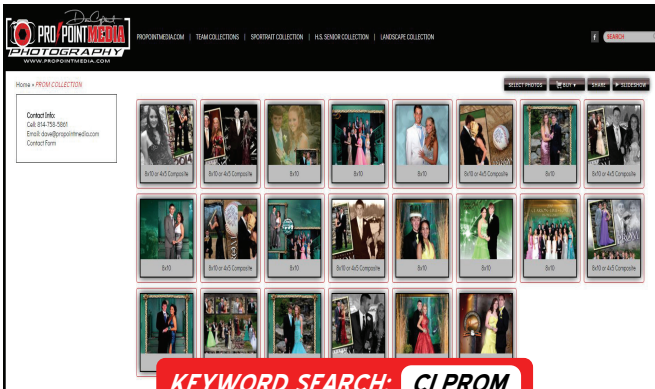 Dan Cipoint
PRO POINT MEDIA
PHOTOGRAPHY
WWW.PROPOINTMEDIA.COM
PROPOINTMEDIA.COM | TEAM COLLECTIONS | SPORTRAIT COLLECTION | H.S. SENIOR COLLECTION | LANDSCAPE COLLECTION
f SEARCH
Home » PROM COLLECTION
SELECT PHOTOS BUY ▾ SHARE ► SLIDESHOW
Contact Info:
Cell: 814-758-5861
Email: dave@propointmedia.com
Contact Form
2014 PROM
8x10 or 4x5 Composite 8x10 or 4x5 Composite 8x10 8x10 8x10 8x10 or 4x5 Composite 8x10 8x10 or 4x5 Composite
8x10 8x10 or 4x5 Composite 8x10 8x10 or 4x5 Composite 8x10 8x10 8x10 8x10 or 4x5 Composite
KEYWORD SEARCH: CI PROM